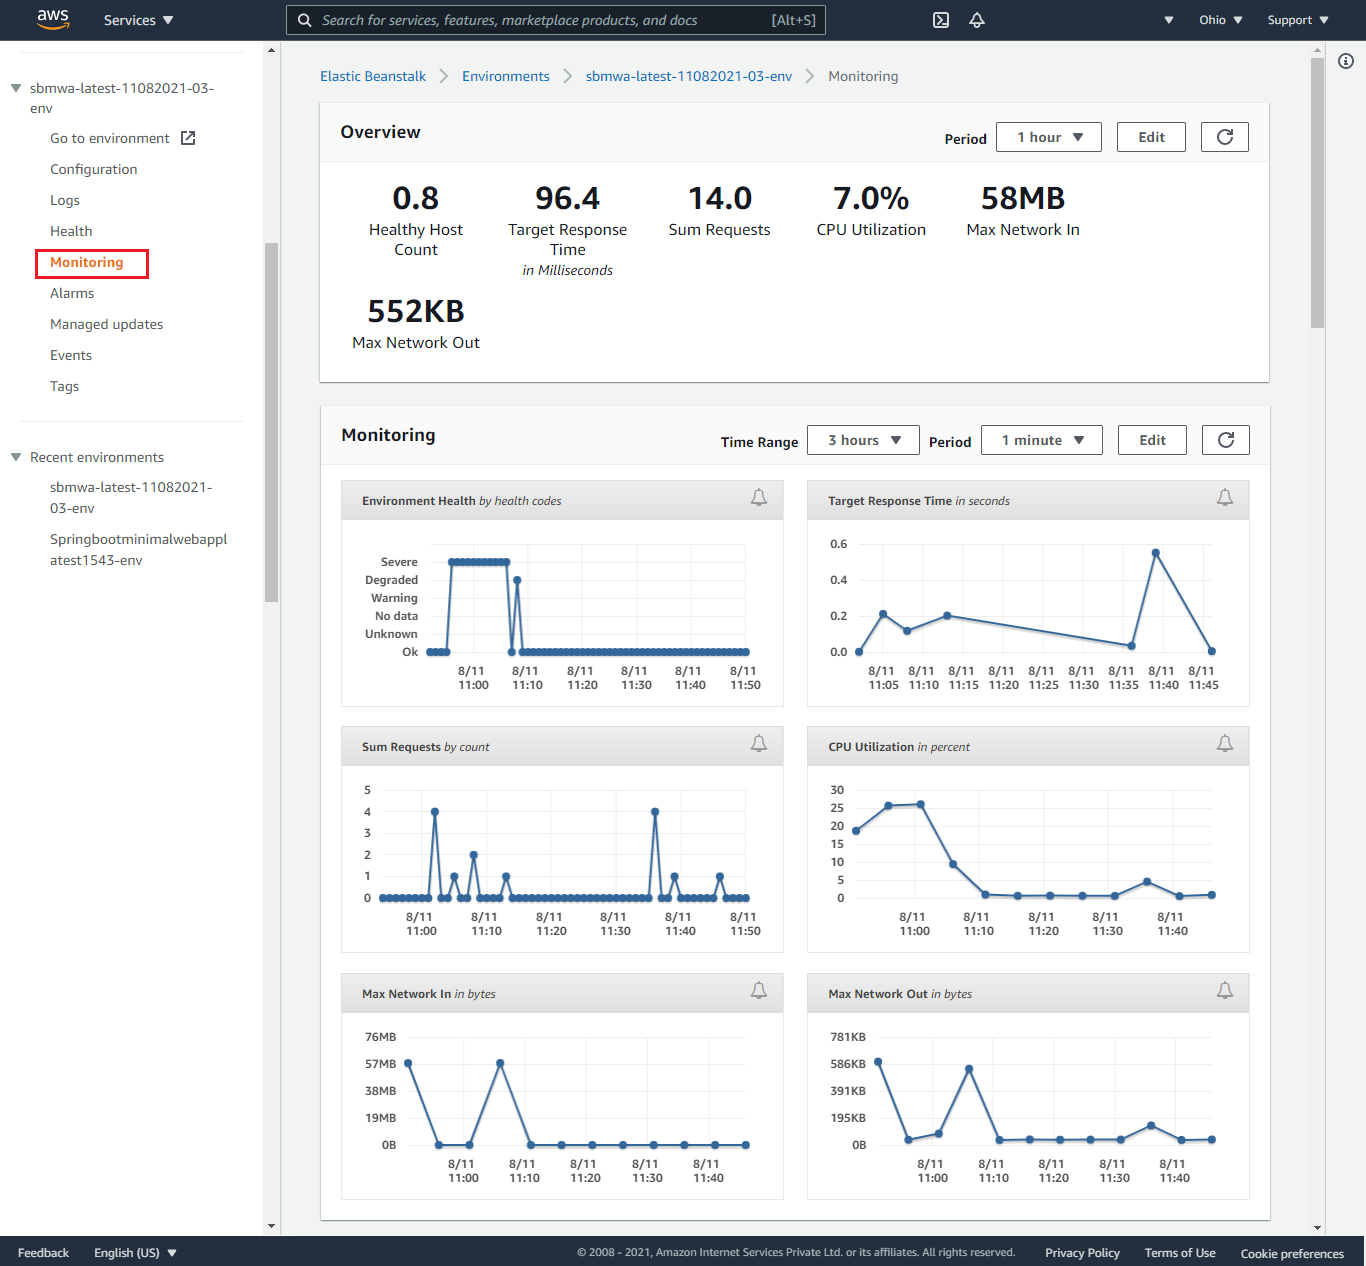 aws
Services
Search for services, features, marketplace products, and docs [Alt+S]
Ohio
Support
sbmwa-latest-11082021-03-
env
Go to environment
Configuration
Logs
Health
Monitoring
Alarms
Managed updates
Events
Tags
Recent environments
sbmwa-latest-11082021-
03-env
Springbootminimalwebappl
atest1543-env
Elastic Beanstalk
Environments
sbmwa-latest-11082021-03-env
Monitoring
Overview
Period
1 hour
Edit
0.8
Healthy Host
Count
96.4
Target Response
Time
in Milliseconds
14.0
Sum Requests
7.0%
CPU Utilization
58MB
Max Network In
552KB
Max Network Out
Monitoring
Time Range
3 hours
Period
1 minute
Edit
Environment Health by health codes
Severe
Degraded
Warning
No data
Unknown
Ok
8/11 8/11 8/11 8/11 8/11 8/11
11:00 11:10 11:20 11:30 11:40 11:50
Target Response Time in seconds
0.6
0.4
0.2
0.0
8/11 8/11 8/11 8/11 8/11 8/11 8/11 8/11 8/11
11:05 11:10 11:15 11:20 11:25 11:30 11:35 11:40 11:45
Sum Requests by count
5
4
3
2
1
0
8/11 8/11 8/11 8/11 8/11 8/11
11:00 11:10 11:20 11:30 11:40 11:50
CPU Utilization in percent
30
25
20
15
10
5
0
8/11 8/11 8/11 8/11 8/11
11:00 11:10 11:20 11:30 11:40
Max Network In in bytes
76MB
57MB
38MB
19MB
0B
8/11 8/11 8/11 8/11 8/11
11:00 11:10 11:20 11:30 11:40
Max Network Out in bytes
781KB
586KB
391KB
195KB
0B
8/11 8/11 8/11 8/11 8/11
11:00 11:10 11:20 11:30 11:40
Feedback
English (US)
© 2008 - 2021, Amazon Internet Services Private Ltd. or its affiliates. All rights reserved.
Privacy Policy
Terms of Use
Cookie preferences